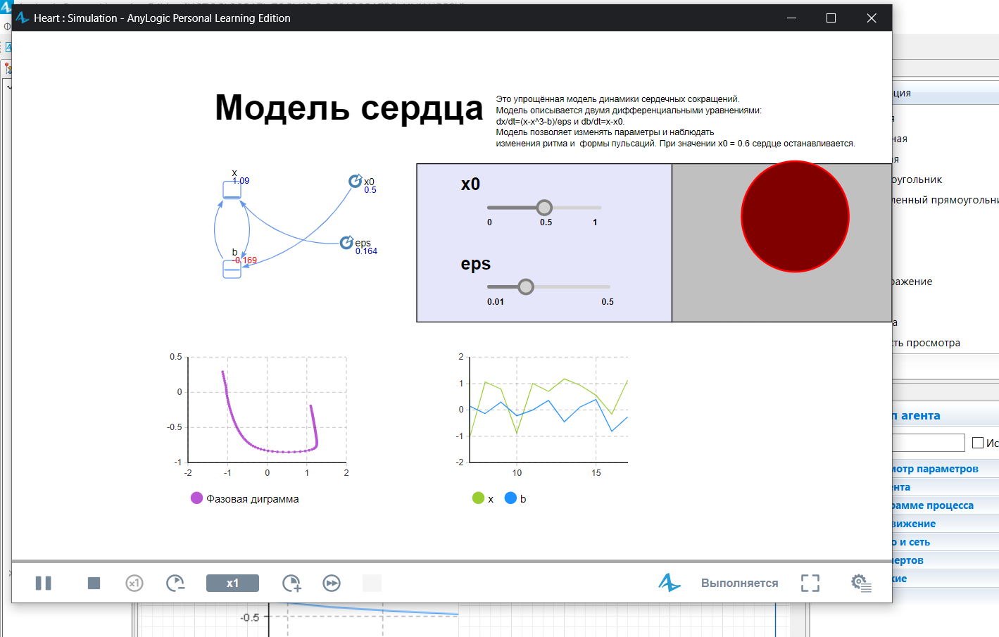 Heart : Simulation - AnyLogic Personal Learning Edition
Модель сердца
Это упрощённая модель динамики сердечных сокращений.
Модель описывается двумя дифференциальными уравнениями:
dx/dt=(x-x^3-b)/eps и db/dt=x-x0.
Модель позволяет изменять параметры и наблюдать
изменения ритма и формы пульсаций. При значении x0 = 0.6 сердце останавливается.
x
1.09
x0
0.5
eps
0.164
b
-0.169
x0
0 0.5 1
eps
0.01 0.5
0.5
0
-0.5
-1
-2 -1 0 1 2
Фазовая диграмма
2
1
0
-1
-2
10 15
x b
x1
x1
Выполняется
-0.5
ция
ная
оугольник
ленный прямоугольни
ражение
сть просмотра
п агента
Ис
мотр параметров
ента
рамме процесса
вижение
о и сеть
пертов
кие